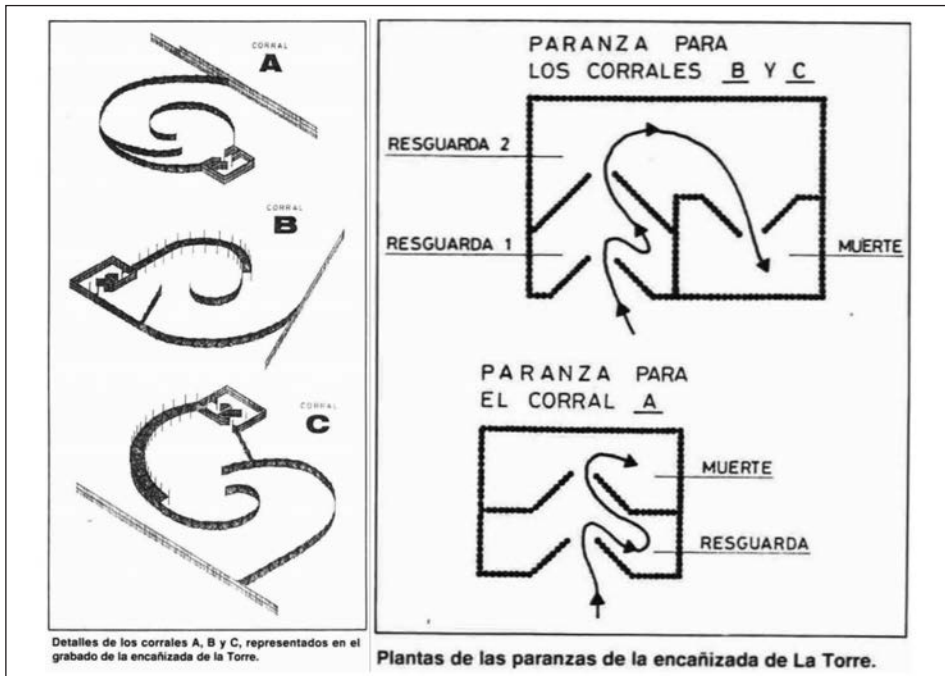 CORRAL
A
CORRAL
B
CORRAL
C
Detalles de los corrales A, B y C, representados en el
grabado de la encañizada de la Torre.
PARANZA PARA
LOS CORRALES B Y C
RESGUARDA 2
RESGUARDA 1
MUERTE
PARANZA PARA
EL CORRAL A
MUERTE
RESGUARDA
Plantas de las paranzas de la encañizada de La Torre.